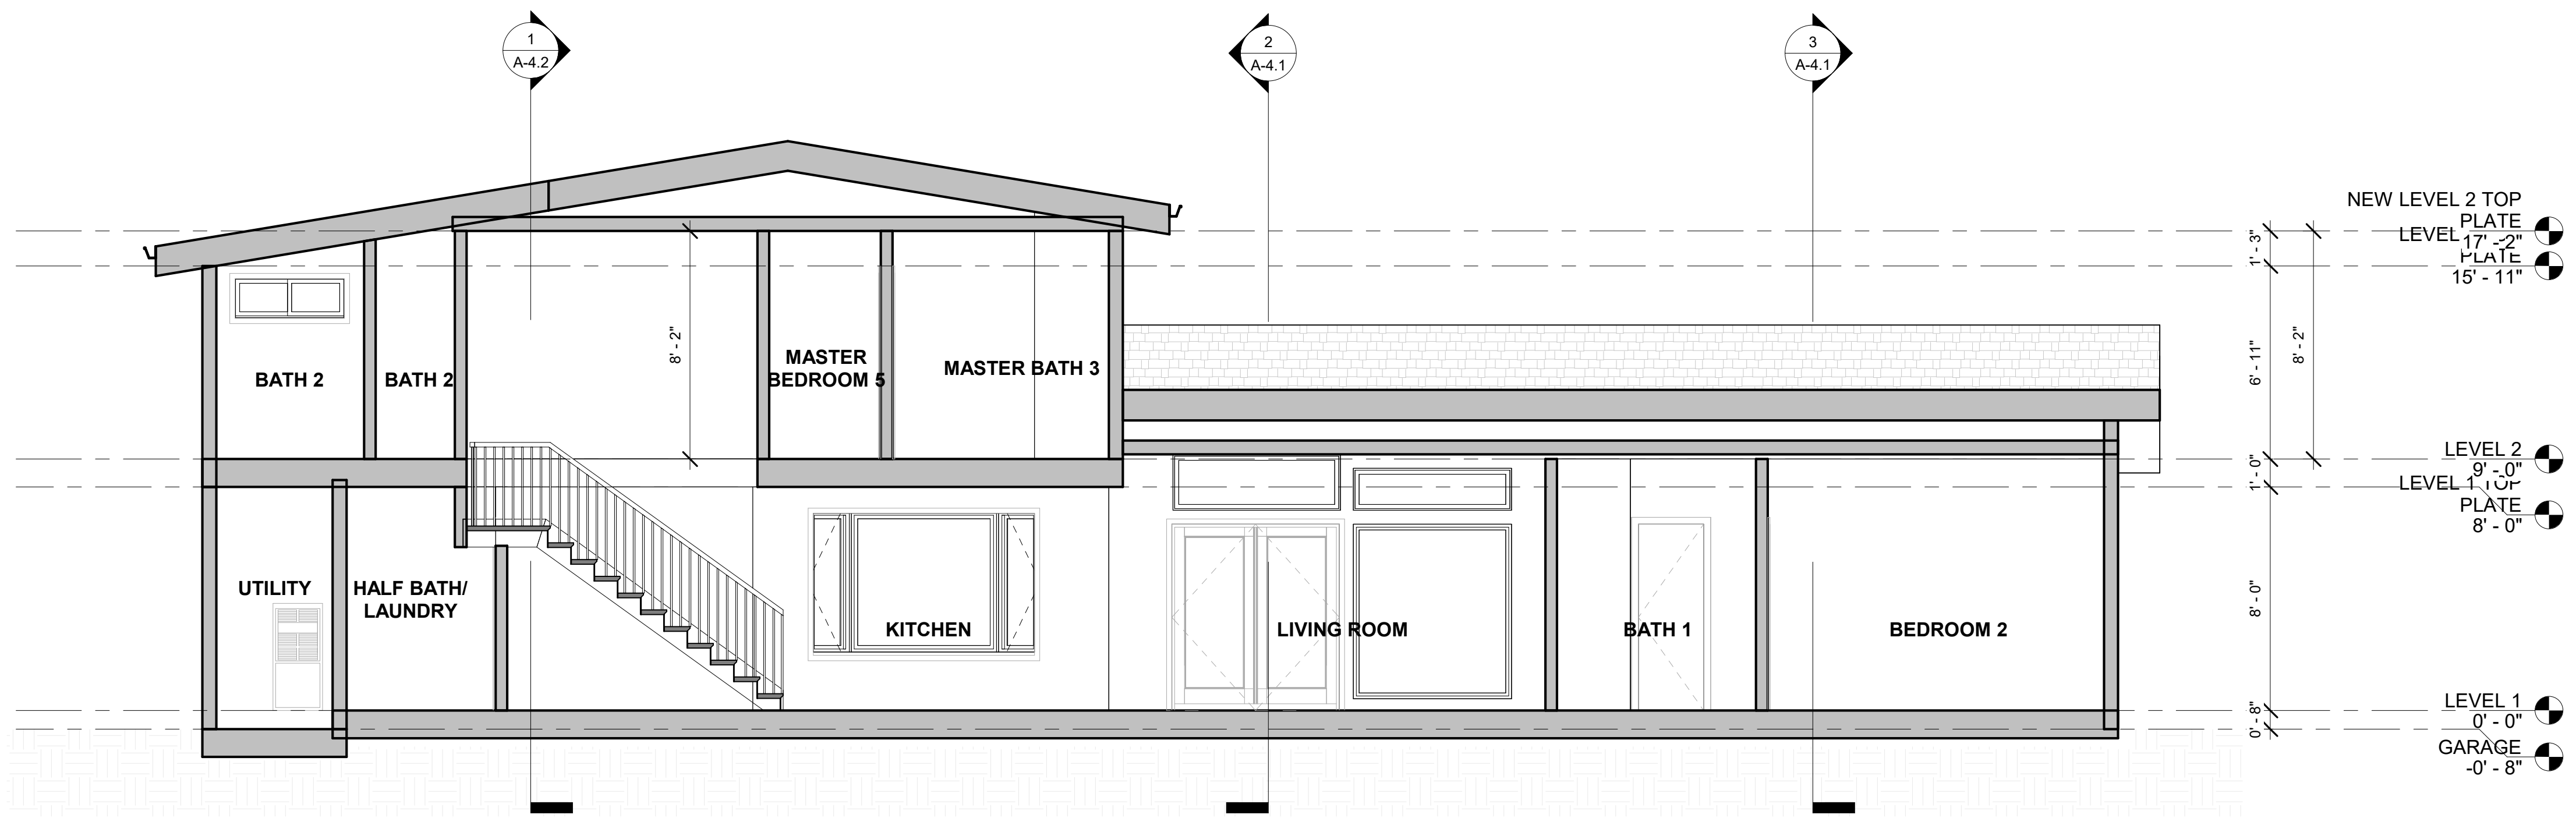 1
A-4.2
2
A-4.1
3
A-4.1
NEW LEVEL 2 TOP
PLATE
17' - 2"
LEVEL
PLATE
15' - 11"
1' - 3"
8' - 2"
8' - 2"
6' - 11"
MASTER
BEDROOM 5
MASTER BATH 3
BATH 2
BATH 2
LEVEL 2
9' - 0"
1' - 0"
LEVEL 1 TOP
PLATE
8' - 0"
UTILITY
HALF BATH/
LAUNDRY
KITCHEN
LIVING ROOM
BATH 1
BEDROOM 2
8' - 0"
LEVEL 1
0' - 0"
0' - 8"
GARAGE
-0' - 8"